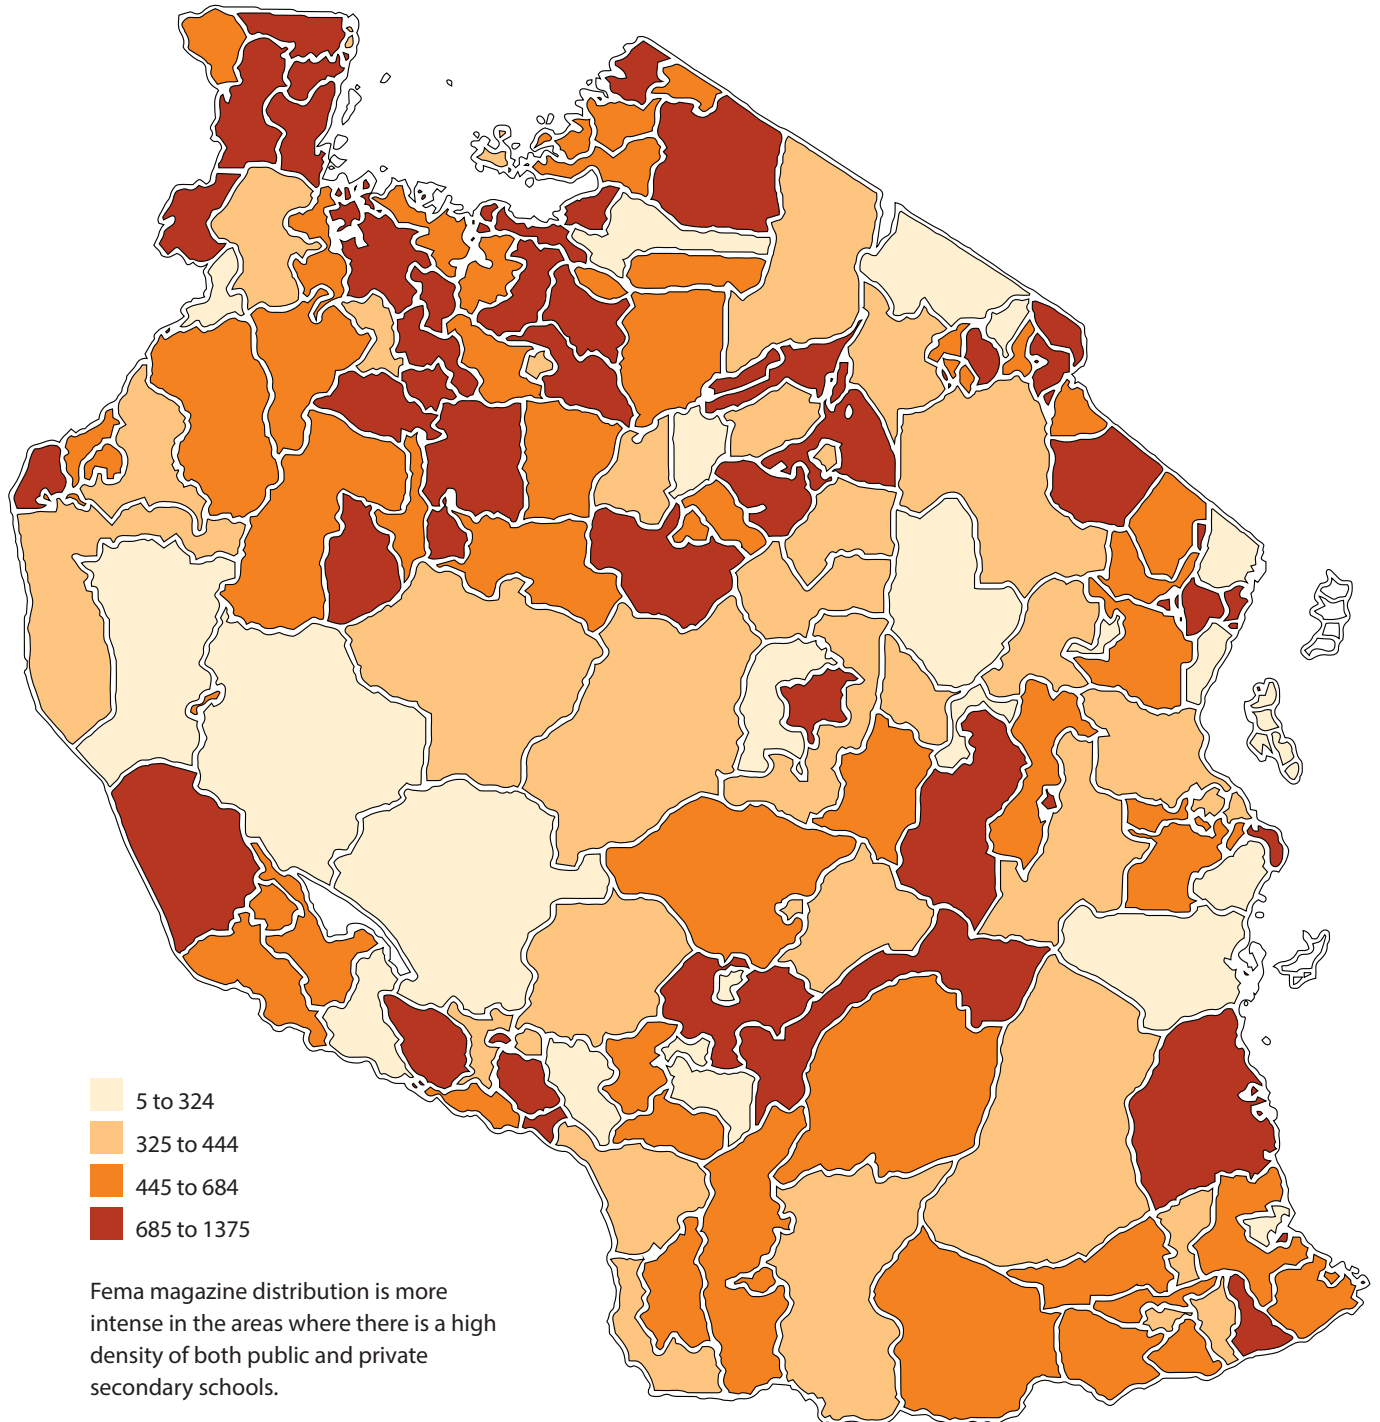 5 to 324
325 to 444
445 to 684
685 to 1375
Fema magazine distribution is more
intense in the areas where there is a high
density of both public and private
secondary schools.